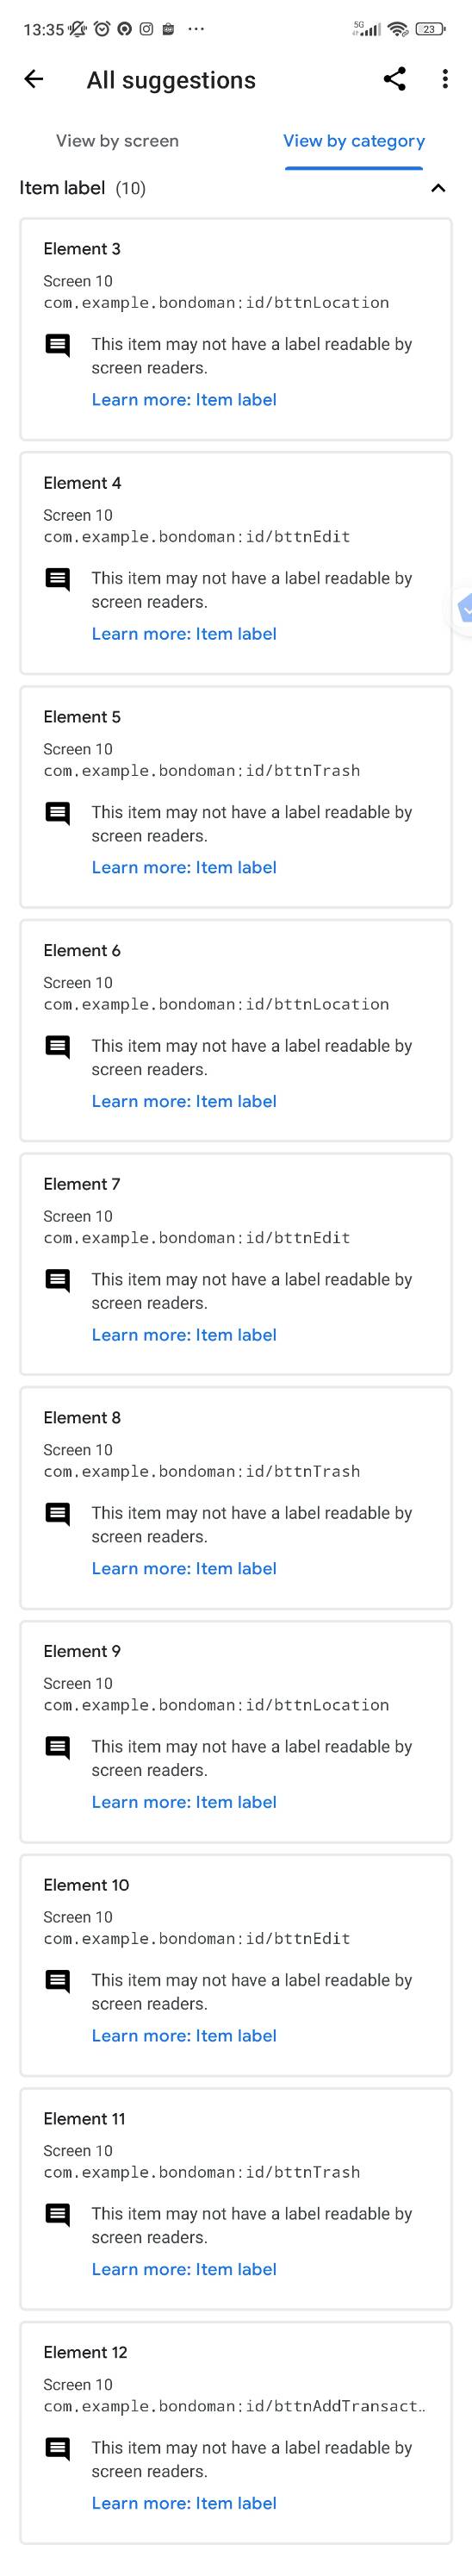 13:35 ... 5G 23
All suggestions
View by screen View by category
Item label (10)
Element 3
Screen 10
com.example.bondoman:id/bttnLocation
This item may not have a label readable by
screen readers.
Learn more: Item label
Element 4
Screen 10
com.example.bondoman:id/bttnEdit
This item may not have a label readable by
screen readers.
Learn more: Item label
Element 5
Screen 10
com.example.bondoman:id/bttnTrash
This item may not have a label readable by
screen readers.
Learn more: Item label
Element 6
Screen 10
com.example.bondoman:id/bttnLocation
This item may not have a label readable by
screen readers.
Learn more: Item label
Element 7
Screen 10
com.example.bondoman:id/bttnEdit
This item may not have a label readable by
screen readers.
Learn more: Item label
Element 8
Screen 10
com.example.bondoman:id/bttnTrash
This item may not have a label readable by
screen readers.
Learn more: Item label
Element 9
Screen 10
com.example.bondoman:id/bttnLocation
This item may not have a label readable by
screen readers.
Learn more: Item label
Element 10
Screen 10
com.example.bondoman:id/bttnEdit
This item may not have a label readable by
screen readers.
Learn more: Item label
Element 11
Screen 10
com.example.bondoman:id/bttnTrash
This item may not have a label readable by
screen readers.
Learn more: Item label
Element 12
Screen 10
com.example.bondoman:id/bttnAddTransact..
This item may not have a label readable by
screen readers.
Learn more: Item label